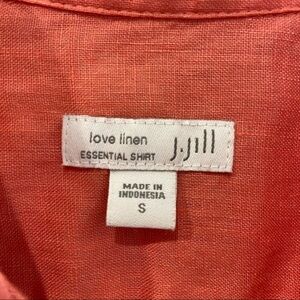 love linen J.Jill
ESSENTIAL SHIRT
MADE IN
INDONESIA
S